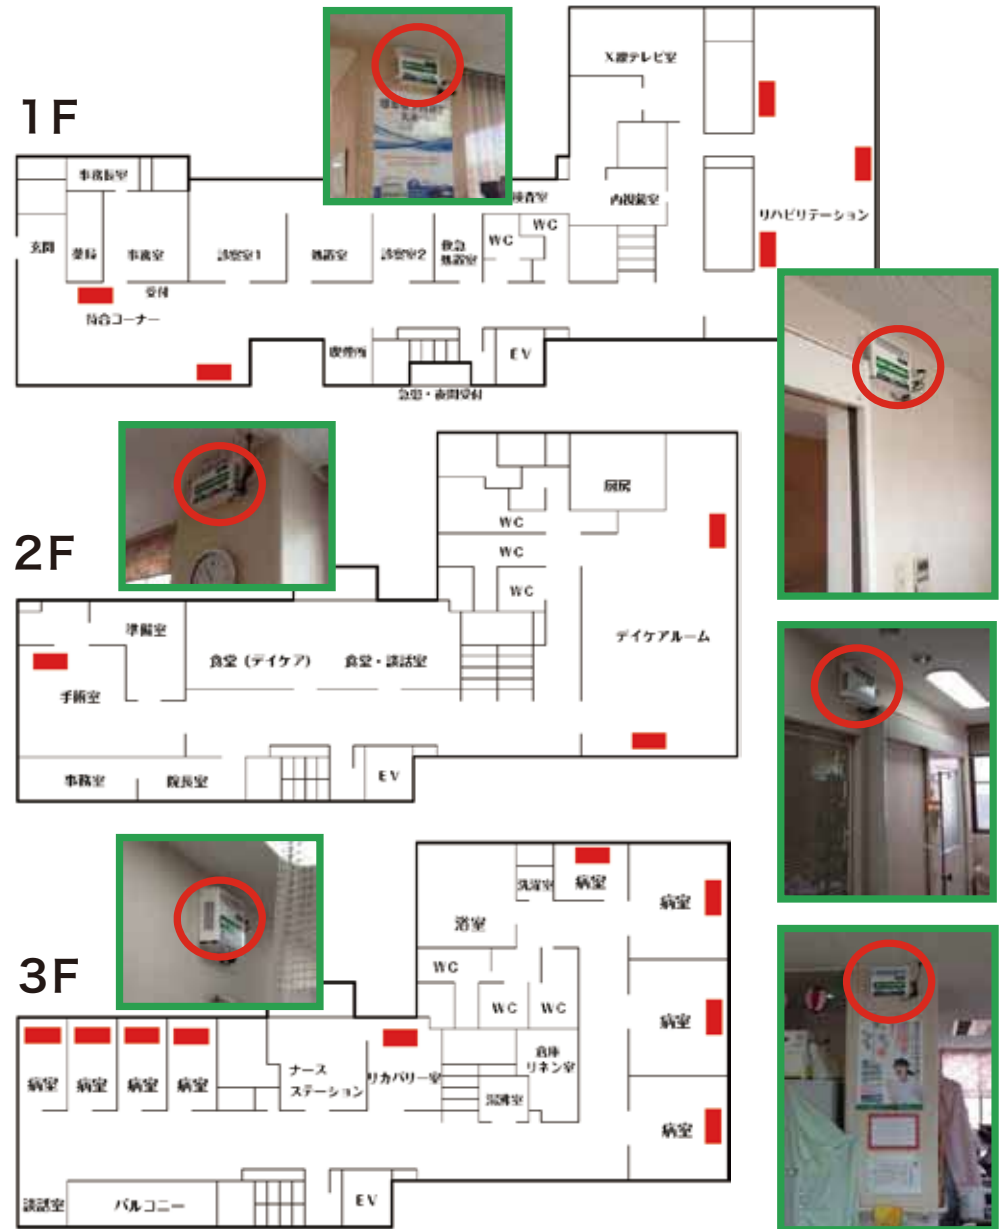 1F
X線テレビ室
事務長室
検査室
内視鏡室
リハビリテーション
玄関
薬局
事務室
診察室1
処置室
診察室2
救急
処置室
WC
WC
受付
待合コーナー
喫煙所
EV
急患・夜間受付
2F
厨房
WC
WC
WC
準備室
食堂(デイケア)
食堂・談話室
デイケアルーム
手術室
事務室
院長室
EV
3F
洗濯室
病室
病室
浴室
WC
WC
WC
病室
病室
病室
病室
病室
ナース
ステーション
リカバリー室
倉庫
リネン室
湯沸室
病室
談話室
バルコニー
EV